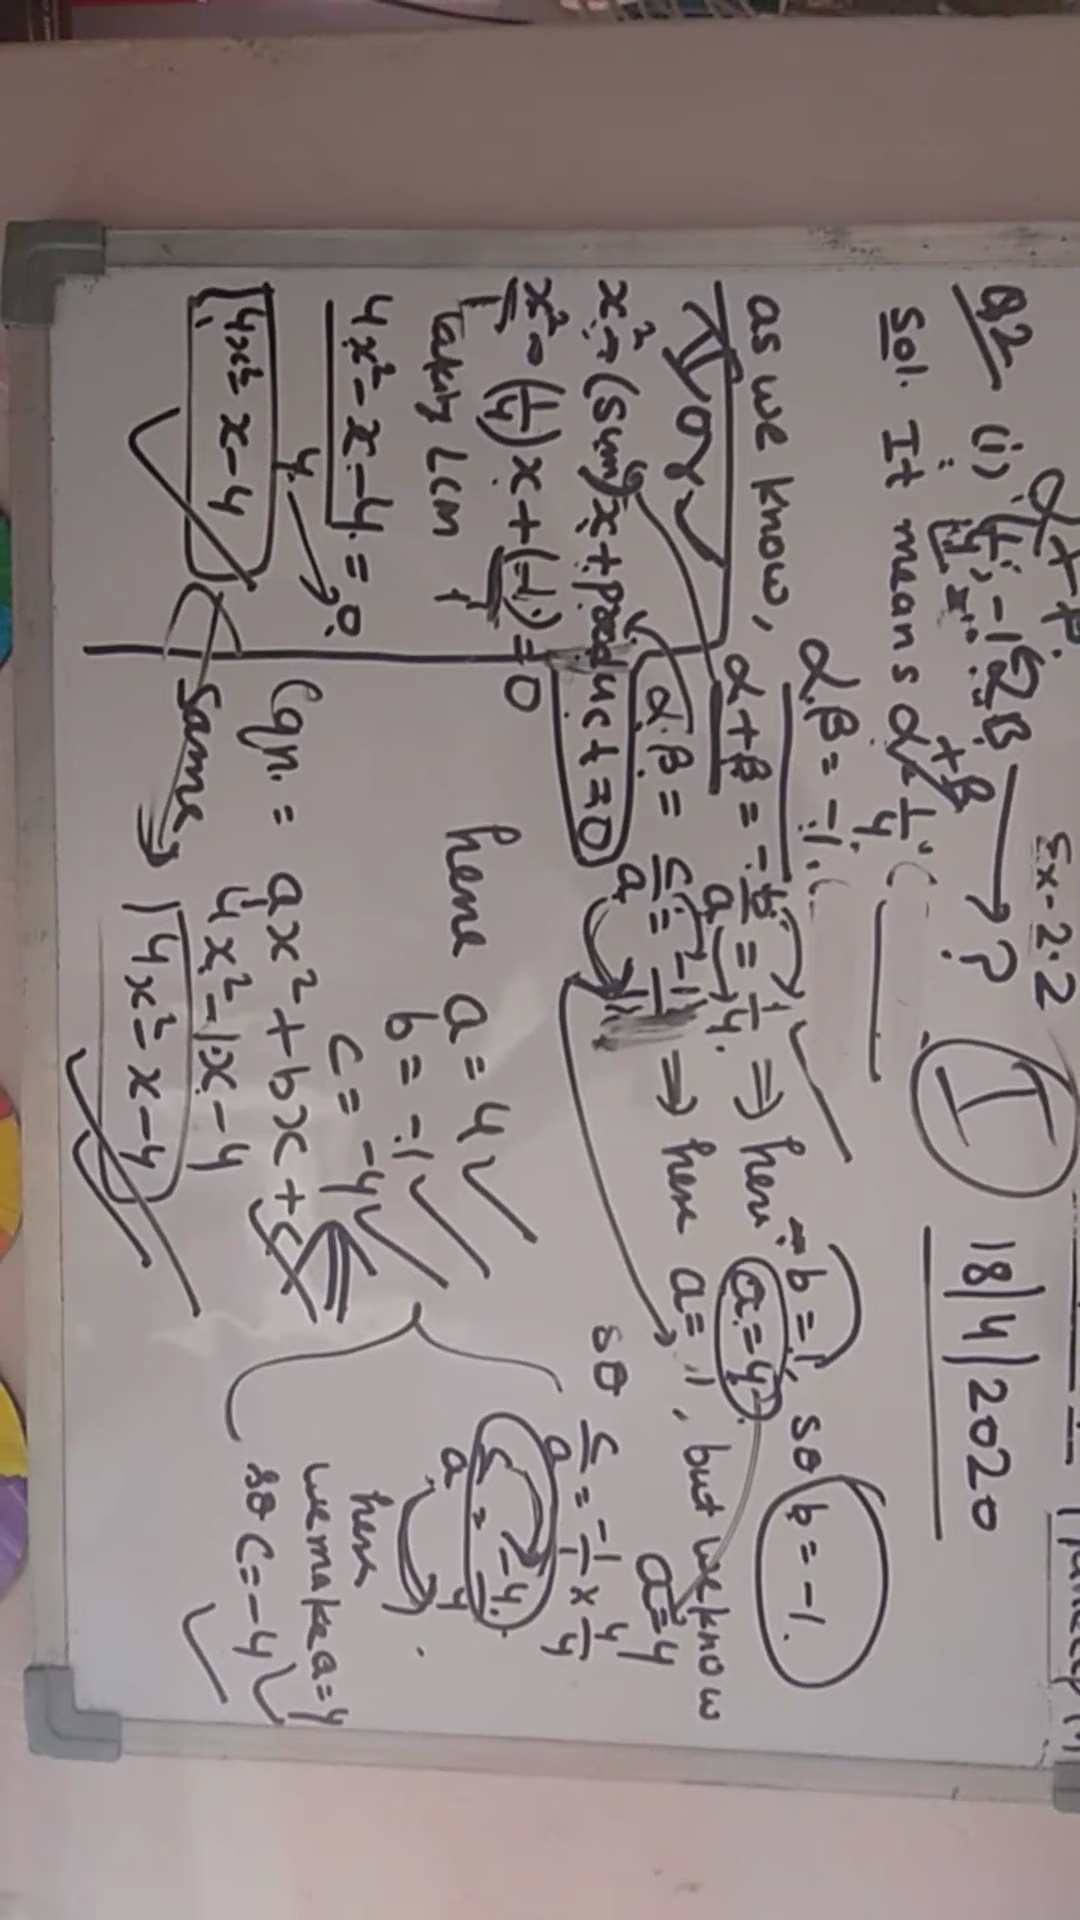 Ex-2.2
18/4/2020
I
Q2 (i) 1/4, -1
α+β
α.β
→ ?
Sol. It means α+β = 1/4
α.β = -1
as we know,
α+β = -b/a = 1/4 ⇒ here -b = 1, so b = -1.
a = 4
α.β = c/a = -1/1 ⇒ here a = 1, but we know
a = 4
so c/a = -1/1 × 4/4
c/a = -4/4
here
we make a = 4
so c = -4
here a = 4
b = -1
c = -4
Eqn. = ax² + bx + c
4x² - 1x - 4
Same → 4x² - x - 4
or
x² - (sum)x + product = 0
x²/1 - (1/4)x + (-1/1) = 0
Taking LCM
4x² - x - 4/4 = 0
4x² - x - 4